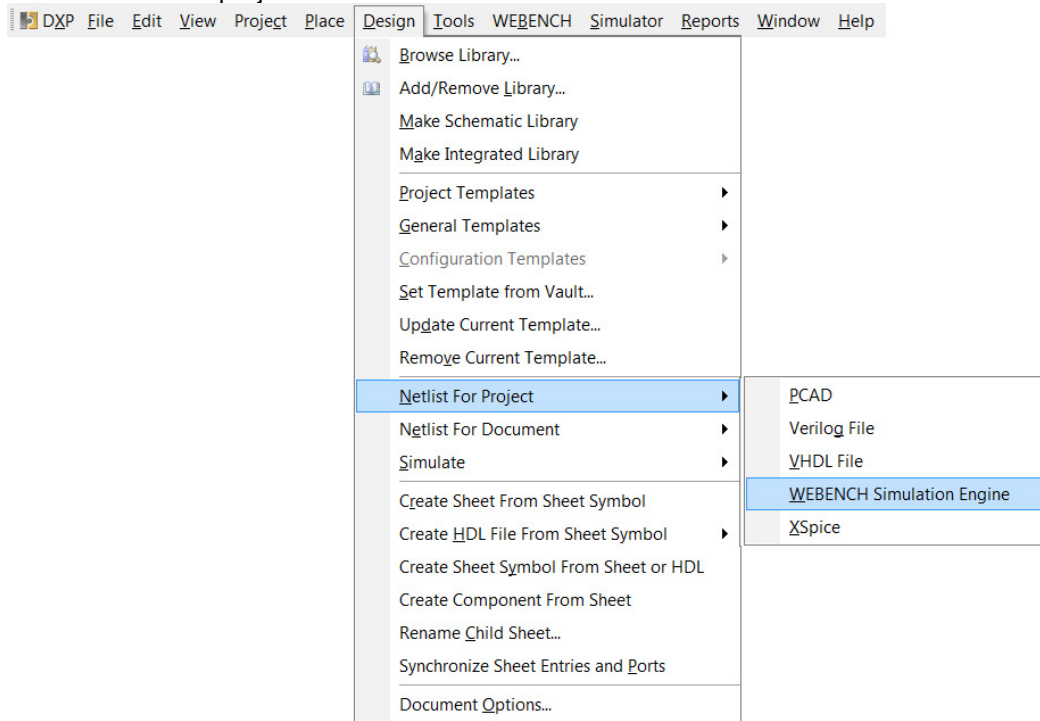 DXP File Edit View Project Place Design Tools WEBENCH Simulator Reports Window Help
Browse Library...
Add/Remove Library...
Make Schematic Library
Make Integrated Library
Project Templates
General Templates
Configuration Templates
Set Template from Vault...
Update Current Template...
Remove Current Template...
Netlist For Project
Netlist For Document
Simulate
Create Sheet From Sheet Symbol
Create HDL File From Sheet Symbol
Create Sheet Symbol From Sheet or HDL
Create Component From Sheet
Rename Child Sheet...
Synchronize Sheet Entries and Ports
Document Options...
PCAD
Verilog File
VHDL File
WEBENCH Simulation Engine
XSpice